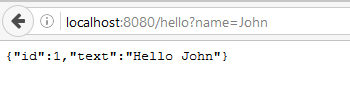 localhost:8080/hello?name=John
{"id":1,"text":"Hello John"}